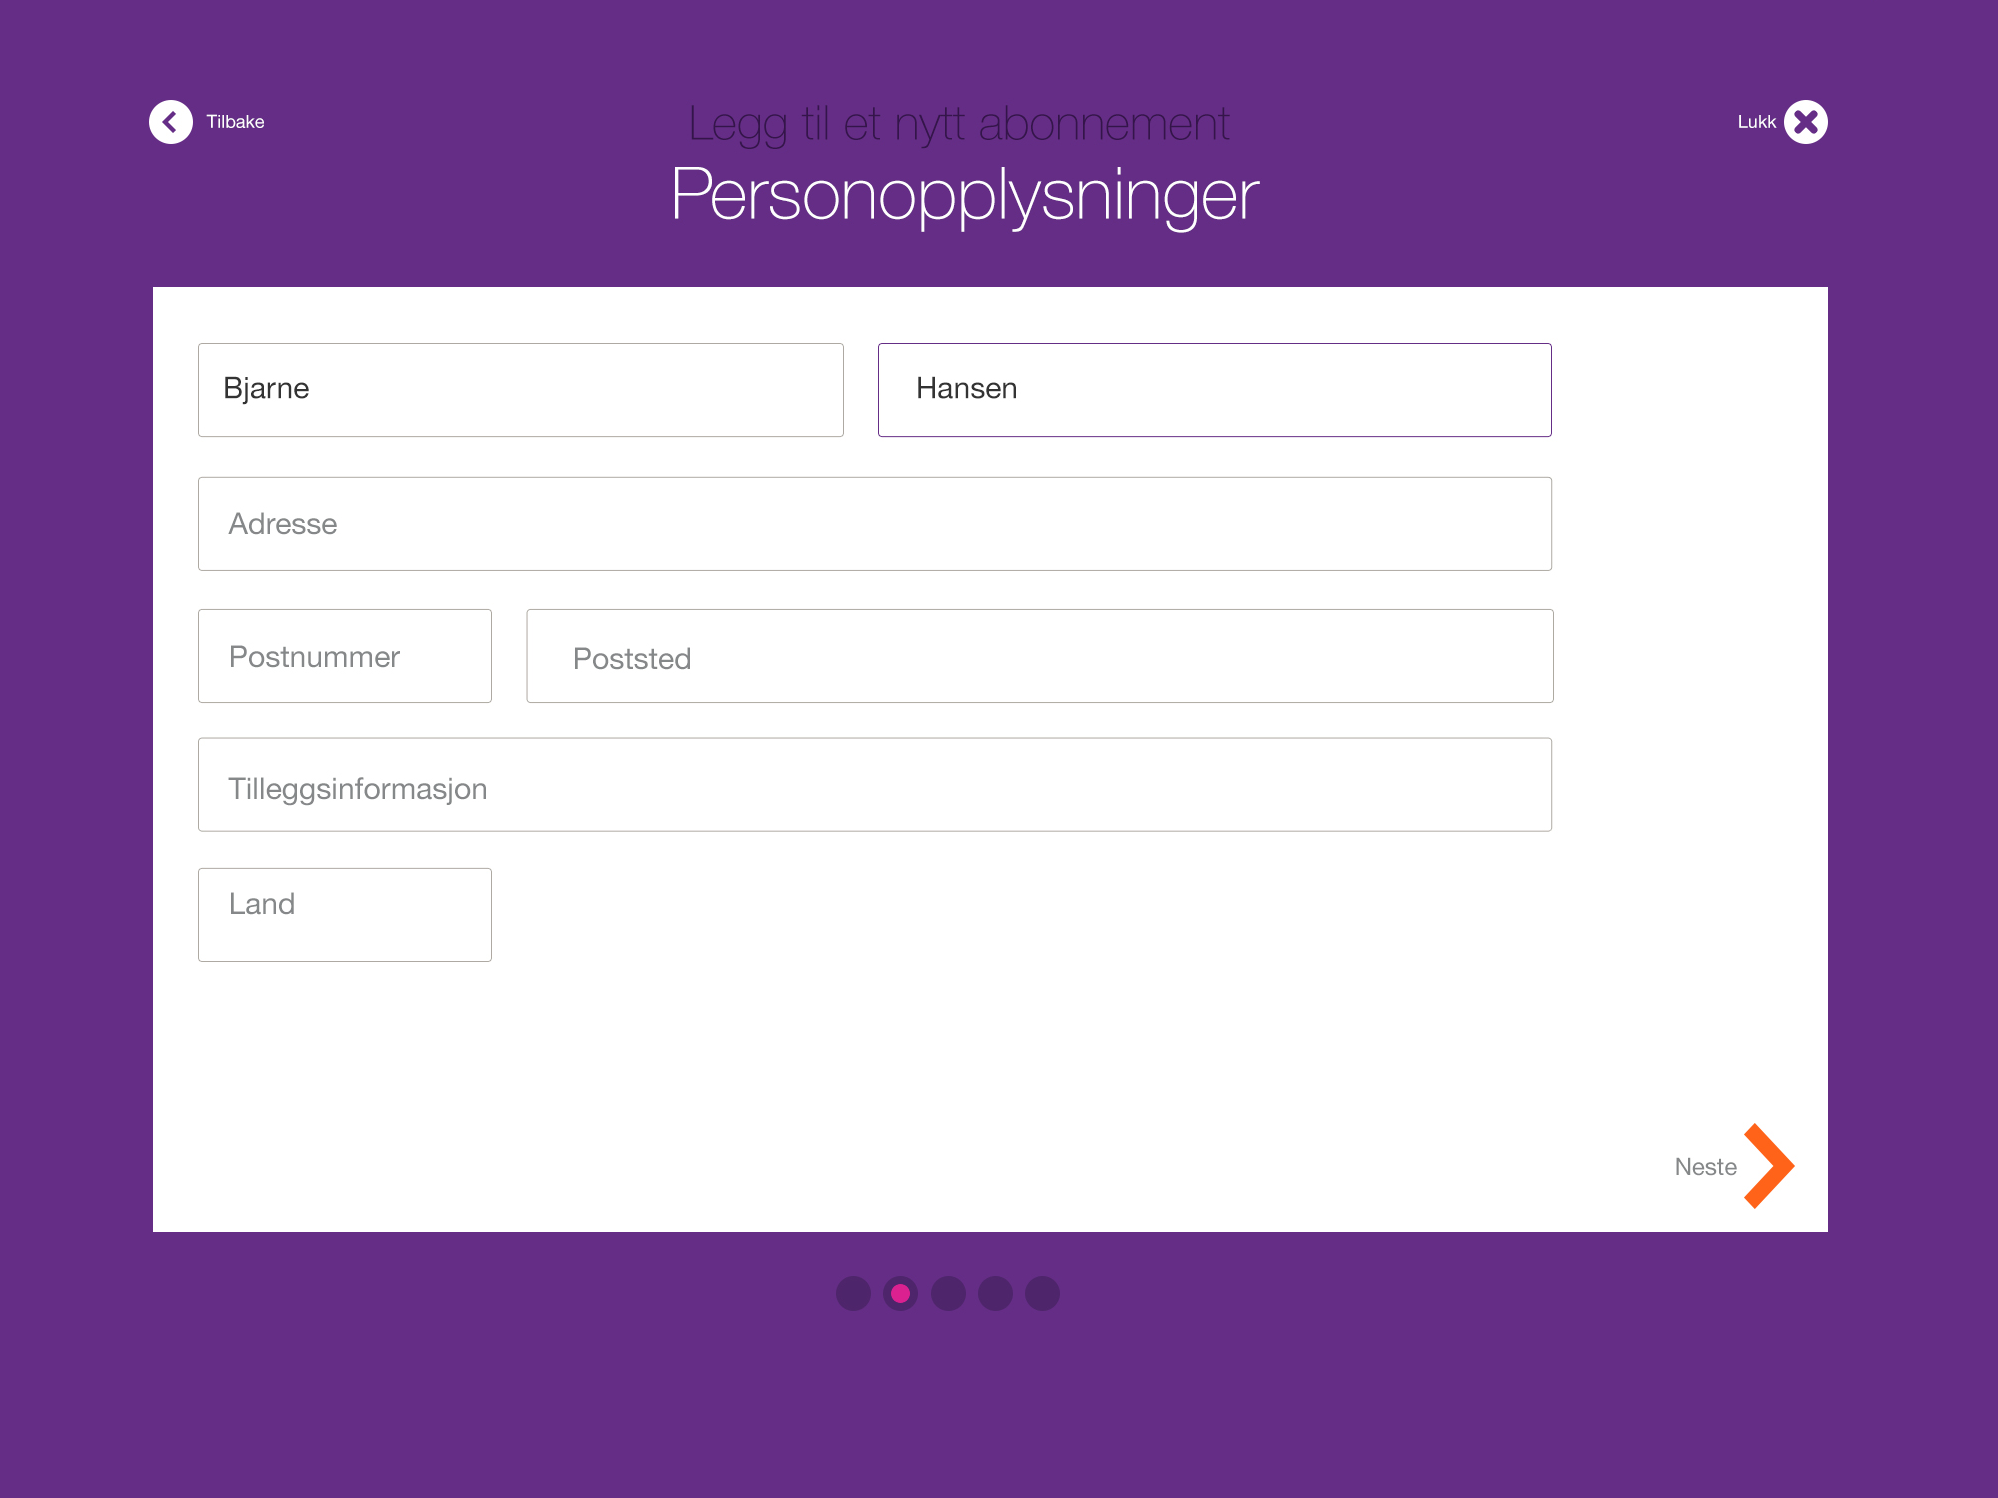 Tilbake
Legg til et nytt abonnement
Lukk
Personopplysninger
Bjarne
Hansen
Adresse
Postnummer
Poststed
Tilleggsinformasjon
Land
Neste